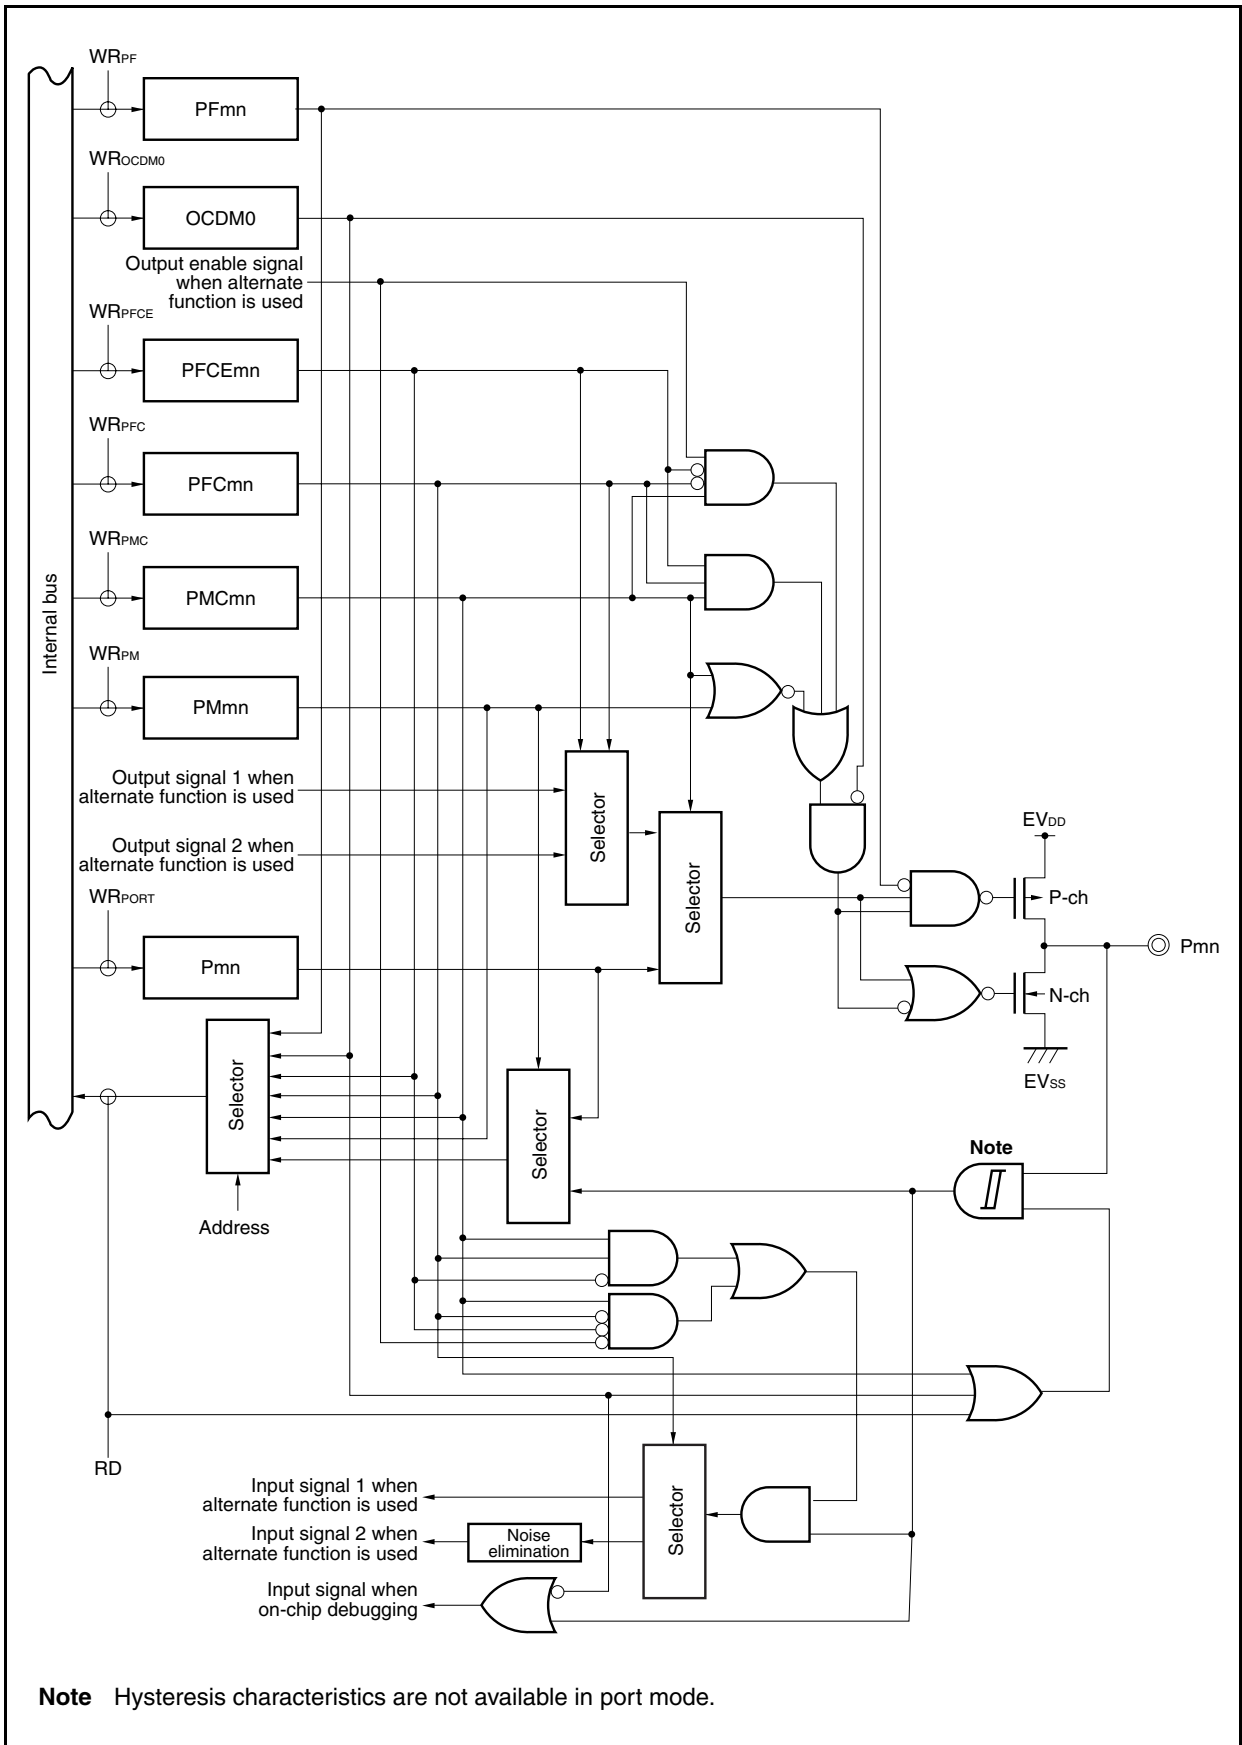 WRPF
PFmn
WROCDM0
OCDM0
Output enable signal
when alternate
function is used
WRPFCE
PFCEmn
WRPFC
PFCmn
WRPMC
PMCmn
Internal bus
WRPM
PMmn
Output signal 1 when
alternate function is used
Output signal 2 when
alternate function is used
Selector
Selector
EVDD
P-ch
WRPORT
Pmn
Pmn
N-ch
EVSS
Selector
Selector
Address
Note
RD
Input signal 1 when
alternate function is used
Input signal 2 when
alternate function is used
Noise
elimination
Selector
Input signal when
on-chip debugging
Note Hysteresis characteristics are not available in port mode.